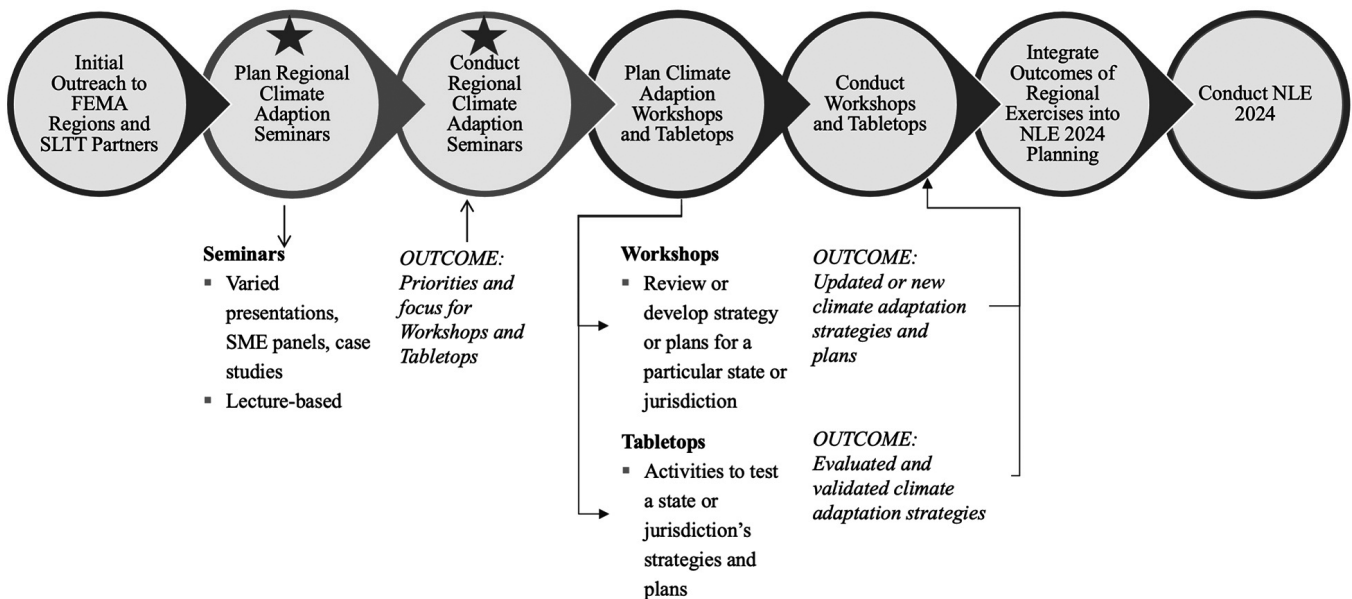 Initial
Outreach to
FEMA
Regions and
SLTT Partners
Plan Regional
Climate
Adaption
Seminars
Conduct
Regional
Climate
Adaption
Seminars
Plan Climate
Adaption
Workshops
and Tabletops
Conduct
Workshops
and Tabletops
Integrate
Outcomes of
Regional
Exercises into
NLE 2024
Planning
Conduct NLE
2024
Seminars
▪ Varied
presentations,
SME panels, case
studies
▪ Lecture-based
OUTCOME:
Priorities and
focus for
Workshops and
Tabletops
Workshops
▪ Review or
develop strategy
or plans for a
particular state or
jurisdiction
OUTCOME:
Updated or new
climate adaptation
strategies and
plans
Tabletops
▪ Activities to test
a state or
jurisdiction’s
strategies and
plans
OUTCOME:
Evaluated and
validated climate
adaptation strategies